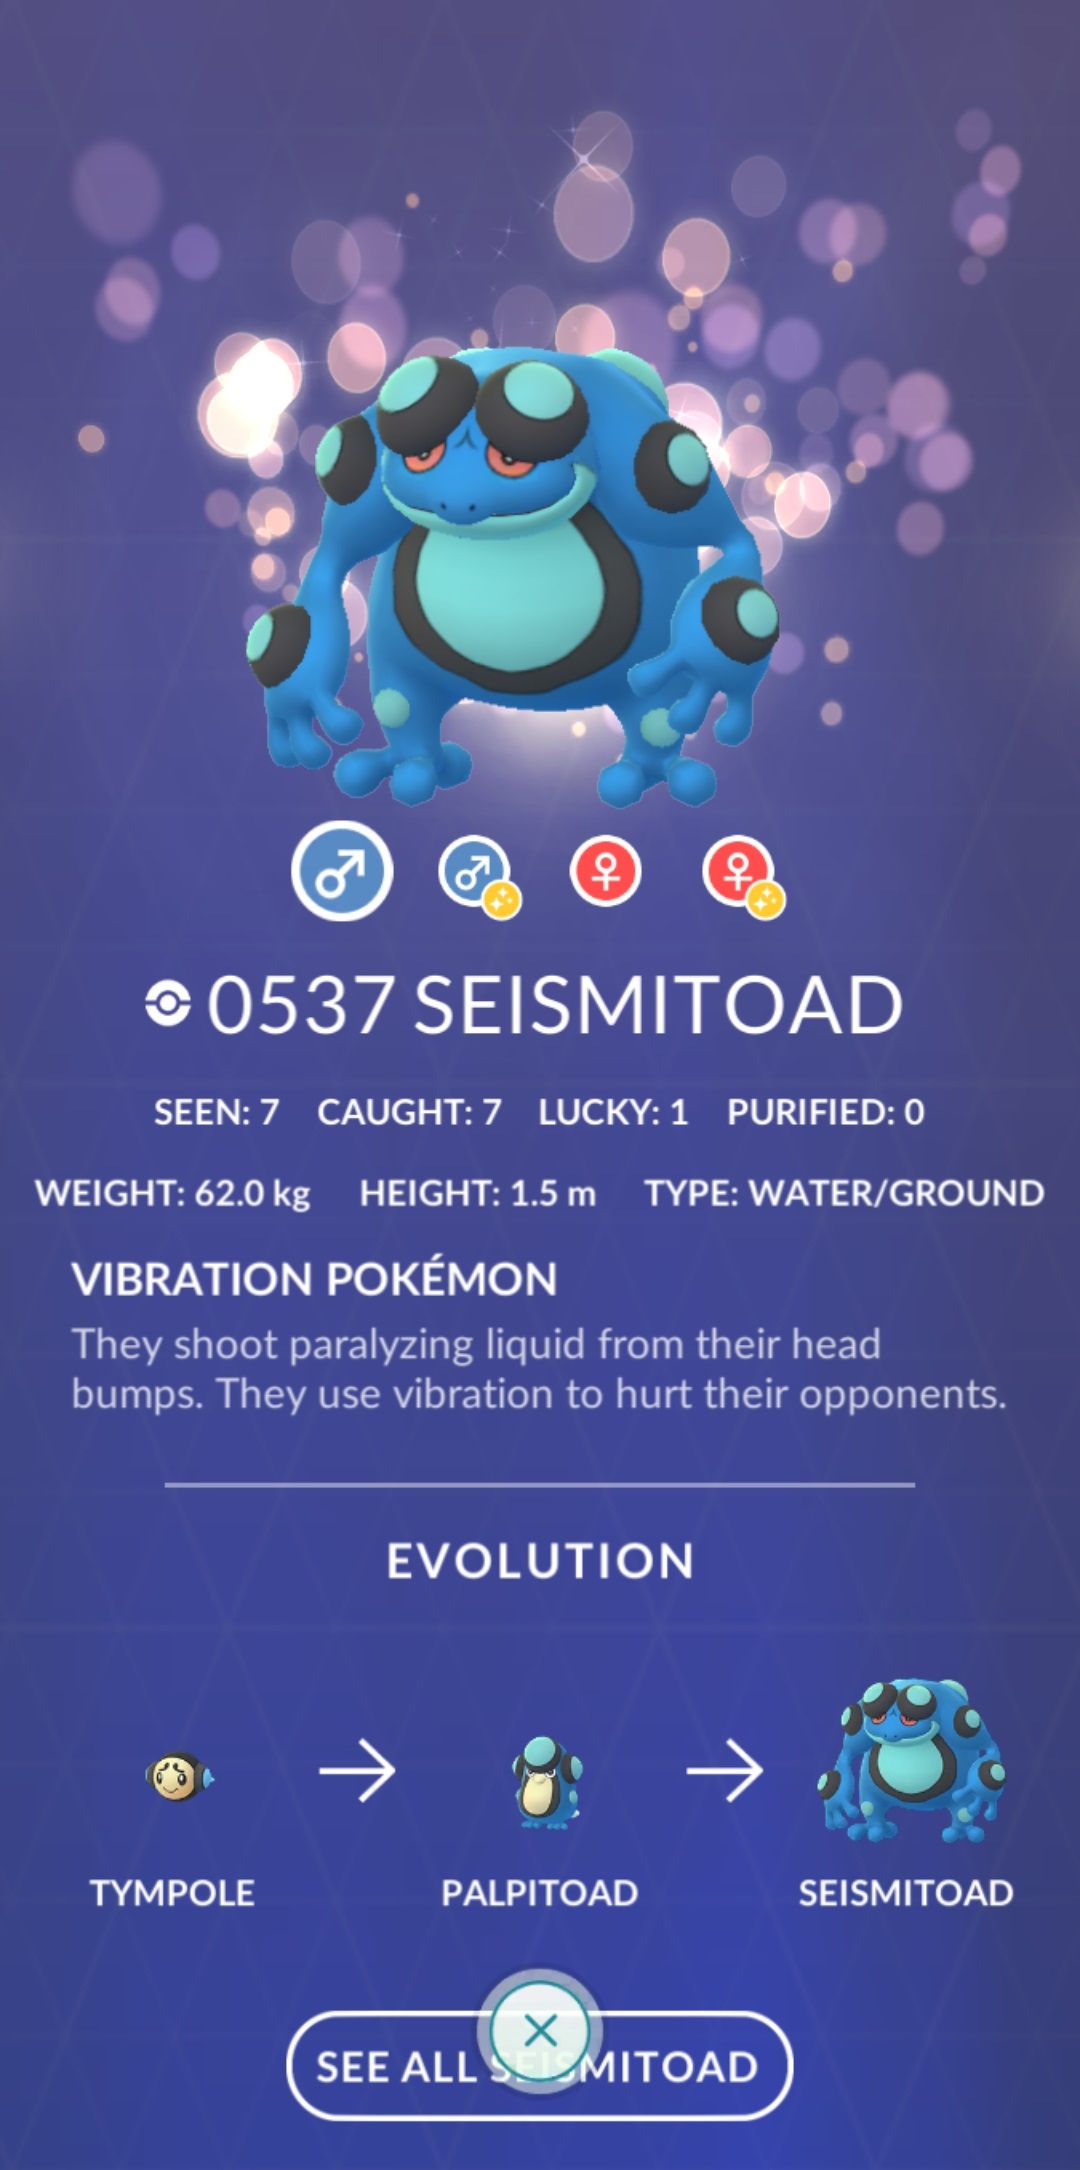 0537 SEISMITOAD
SEEN: 7 CAUGHT: 7 LUCKY: 1 PURIFIED: 0
WEIGHT: 62.0 kg HEIGHT: 1.5 m TYPE: WATER/GROUND
VIBRATION POKÉMON
They shoot paralyzing liquid from their head
bumps. They use vibration to hurt their opponents.
EVOLUTION
TYMPOLE PALPITOAD SEISMITOAD
SEE ALL SEISMITOAD